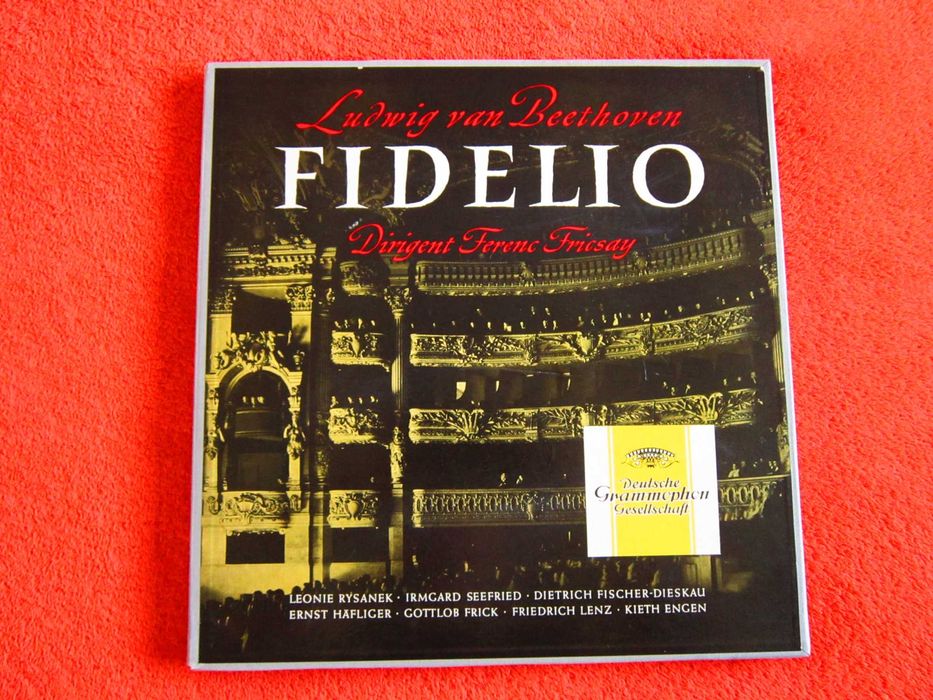 Ludwig van Beethoven
FIDELIO
Dirigent Ferenc Fricsay
Deutsche
Grammophon
Gesellschaft
LEONIE RYSANEK · IRMGARD SEEFRIED · DIETRICH FISCHER-DIESKAU
ERNST HÄFLIGER · GOTTLOB FRICK · FRIEDRICH LENZ · KIETH ENGEN